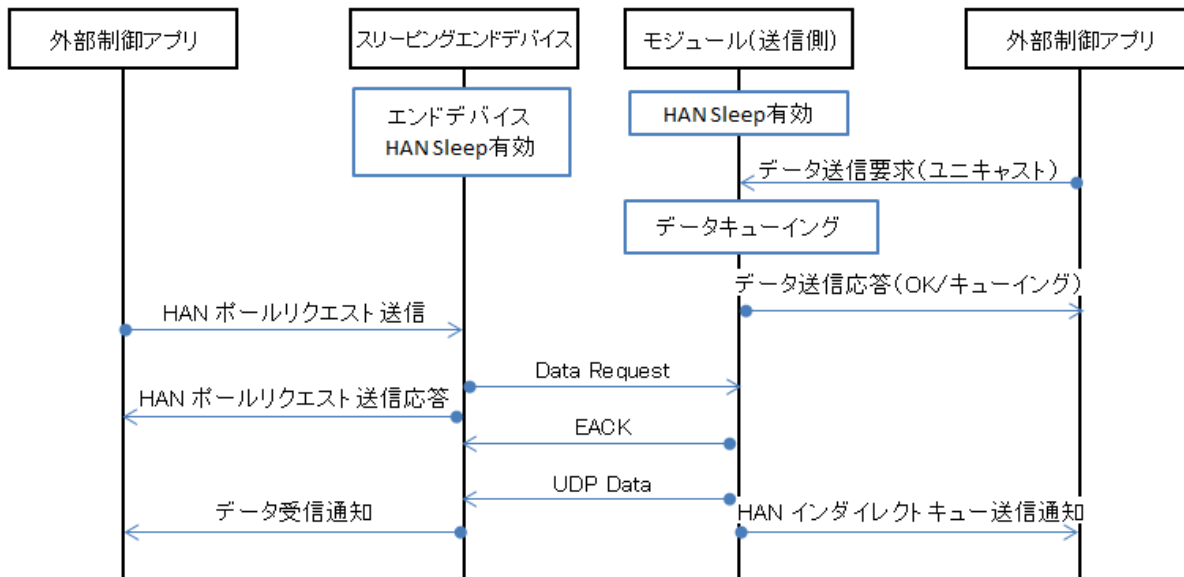 外部制御アプリ
スリーピングエンドデバイス
モジュール(送信側)
外部制御アプリ
エンドデバイス
HAN Sleep有効
HAN Sleep有効
データ送信要求(ユニキャスト)
データキューイング
データ送信応答(OK/キューイング)
HAN ポールリクエスト送信
Data Request
HAN ポールリクエスト送信応答
EACK
UDP Data
データ受信通知
HAN インダイレクトキュー送信通知